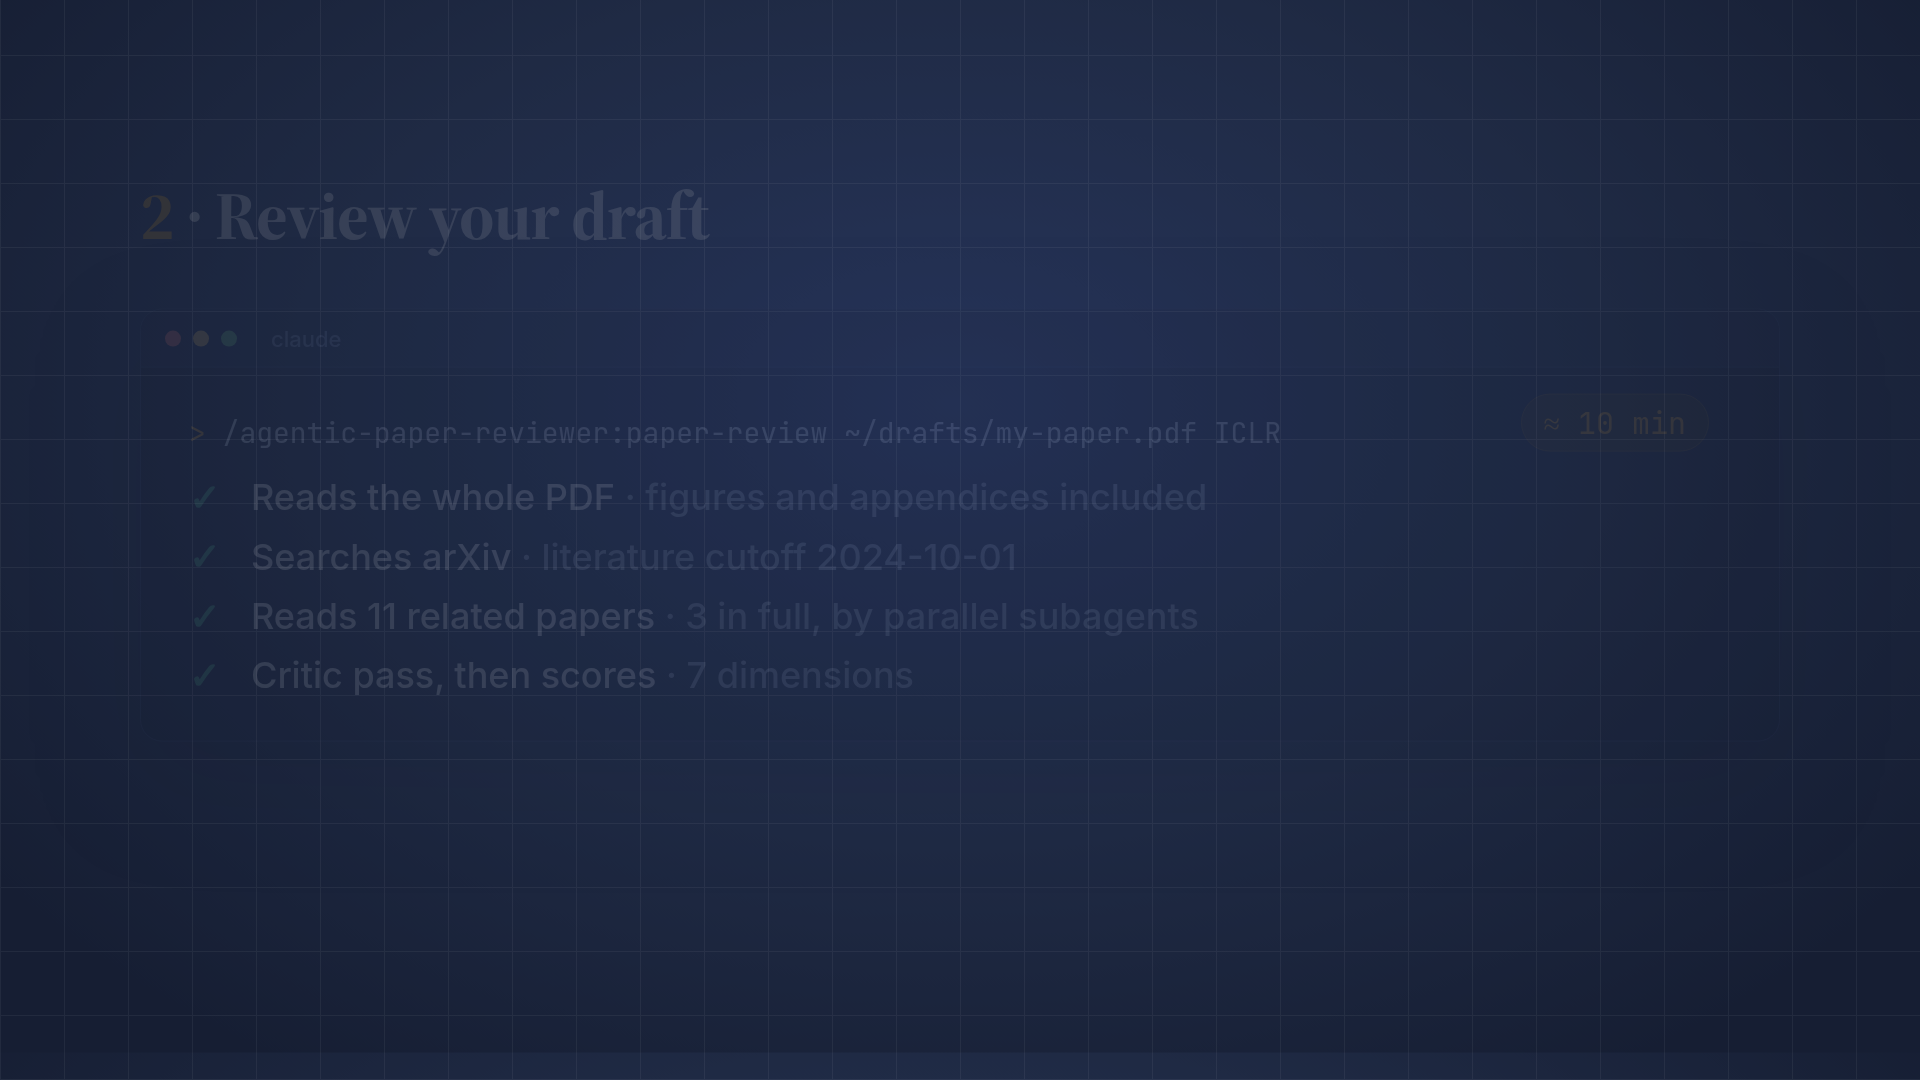 2 · Review your draft
claude
> /agentic-paper-reviewer:paper-review ~/drafts/my-paper.pdf ICLR
≈ 10 min
✓ Reads the whole PDF · figures and appendices included
✓ Searches arXiv · literature cutoff 2024-10-01
✓ Reads 11 related papers · 3 in full, by parallel subagents
✓ Critic pass, then scores · 7 dimensions